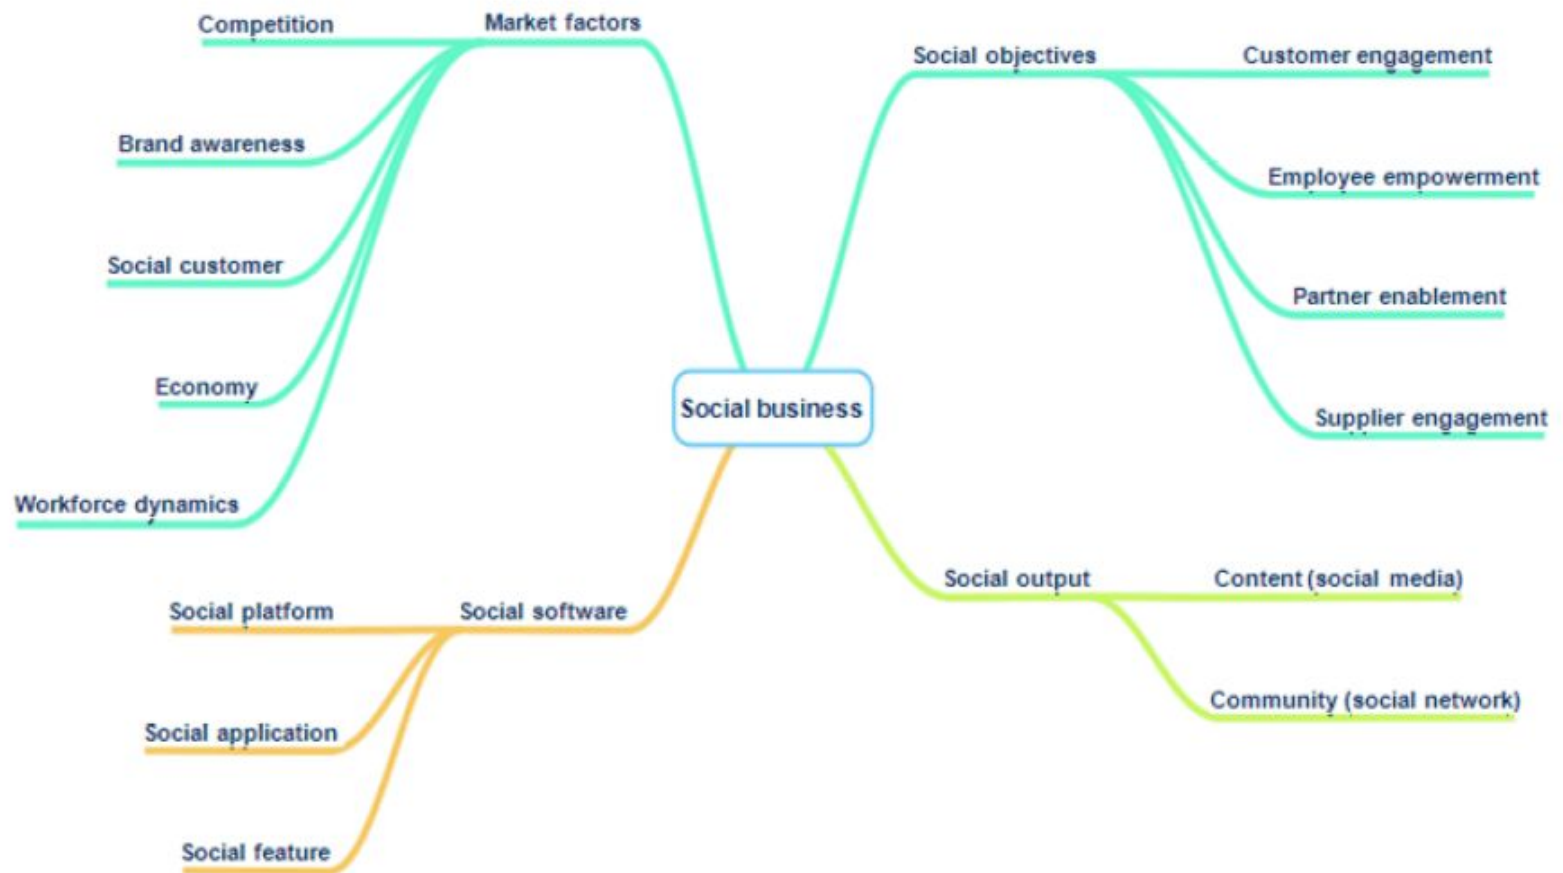 Market factors
Competition
Brand awareness
Social customer
Economy
Workforce dynamics
Social objectives
Customer engagement
Employee empowerment
Partner enablement
Supplier engagement
Social business
Social software
Social platform
Social application
Social feature
Social output
Content (social media)
Community (social network)